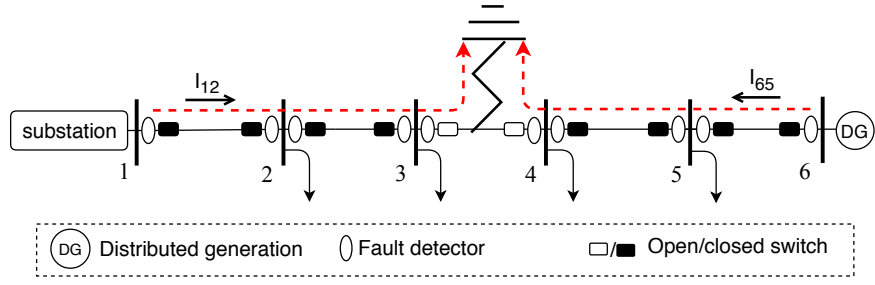 I12
I65
substation
DG
1
2
3
4
5
6
DG Distributed generation
Fault detector
/ Open/closed switch